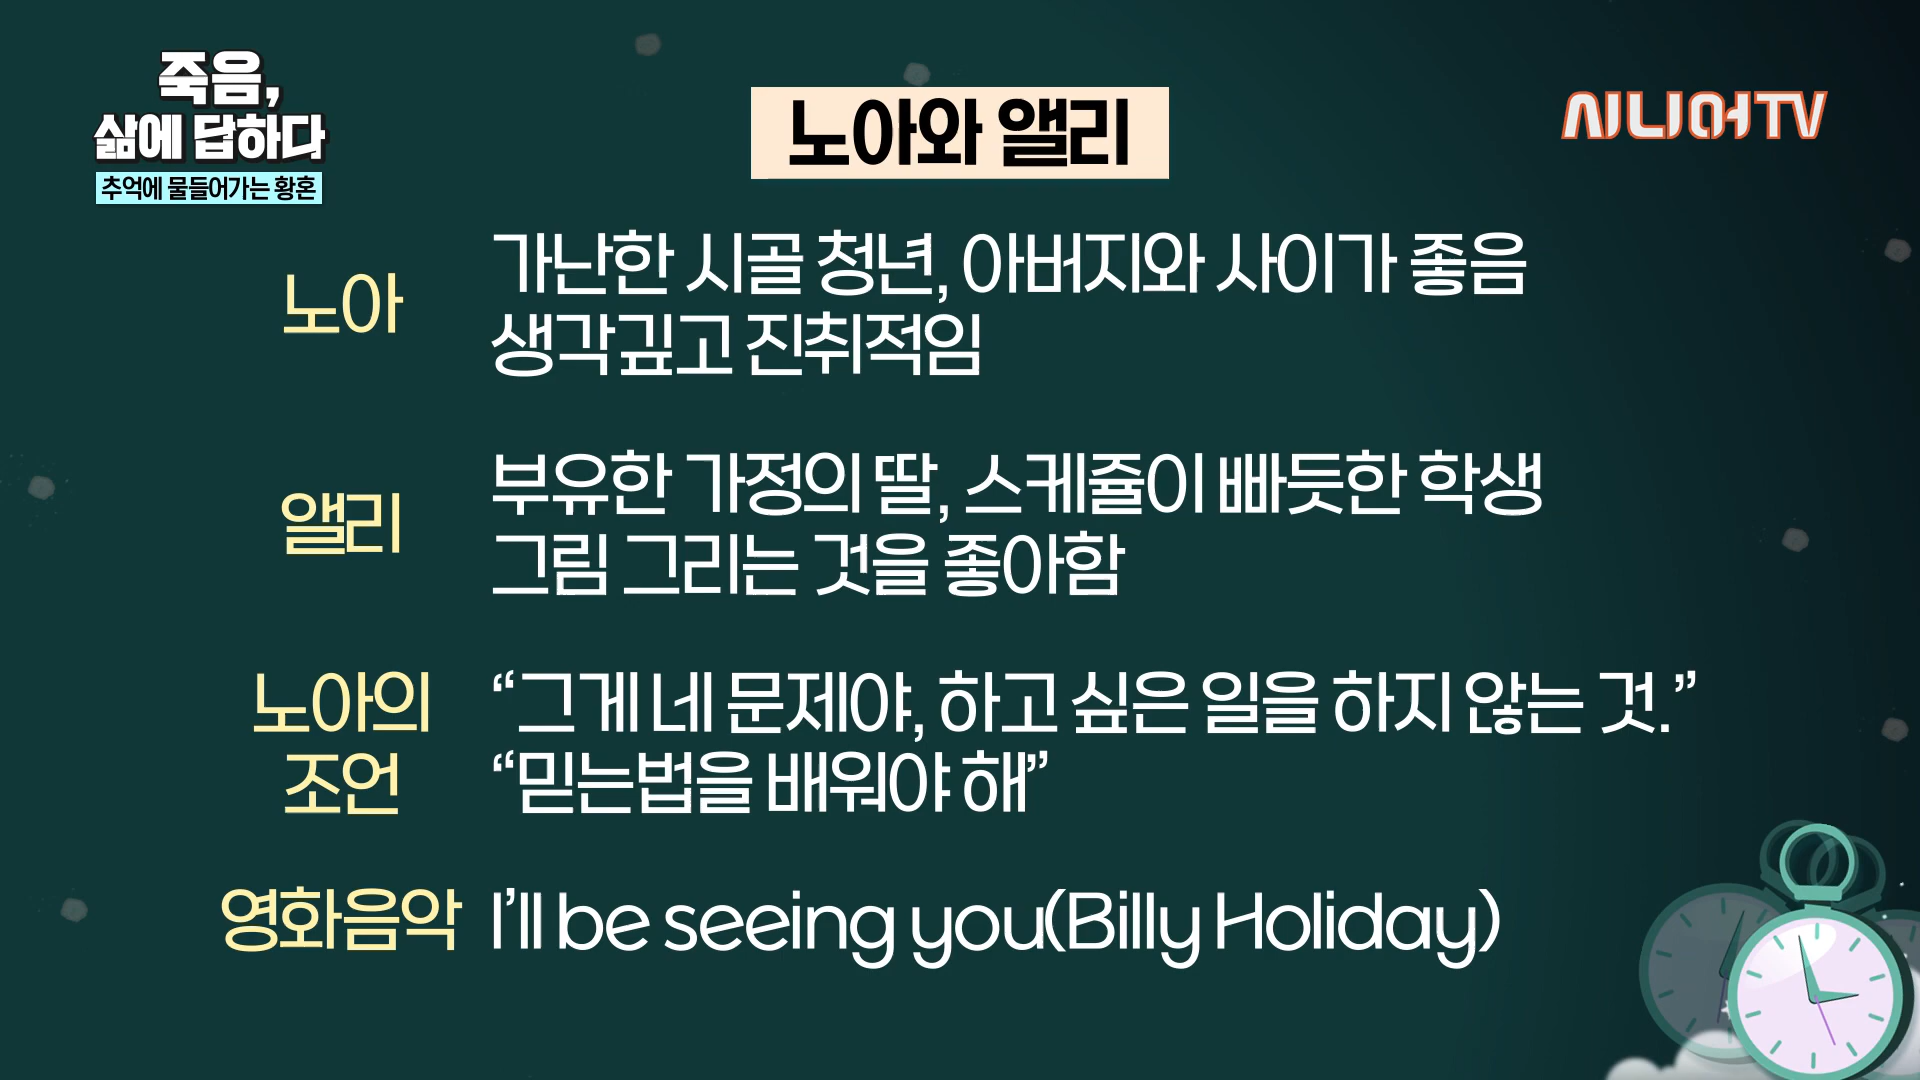 죽음,
삶에 답하다
추억에 물들어가는 황혼
노아와 앨리
시니어TV
노아
가난한 시골 청년, 아버지와 사이가 좋음
생각깊고 진취적임
앨리
부유한 가정의 딸, 스케쥴이 빠듯한 학생
그림 그리는 것을 좋아함
노아의
조언
“그게 네 문제야, 하고 싶은 일을 하지 않는 것.”
“믿는법을 배워야 해”
영화음악
I’ll be seeing you(Billy Holiday)